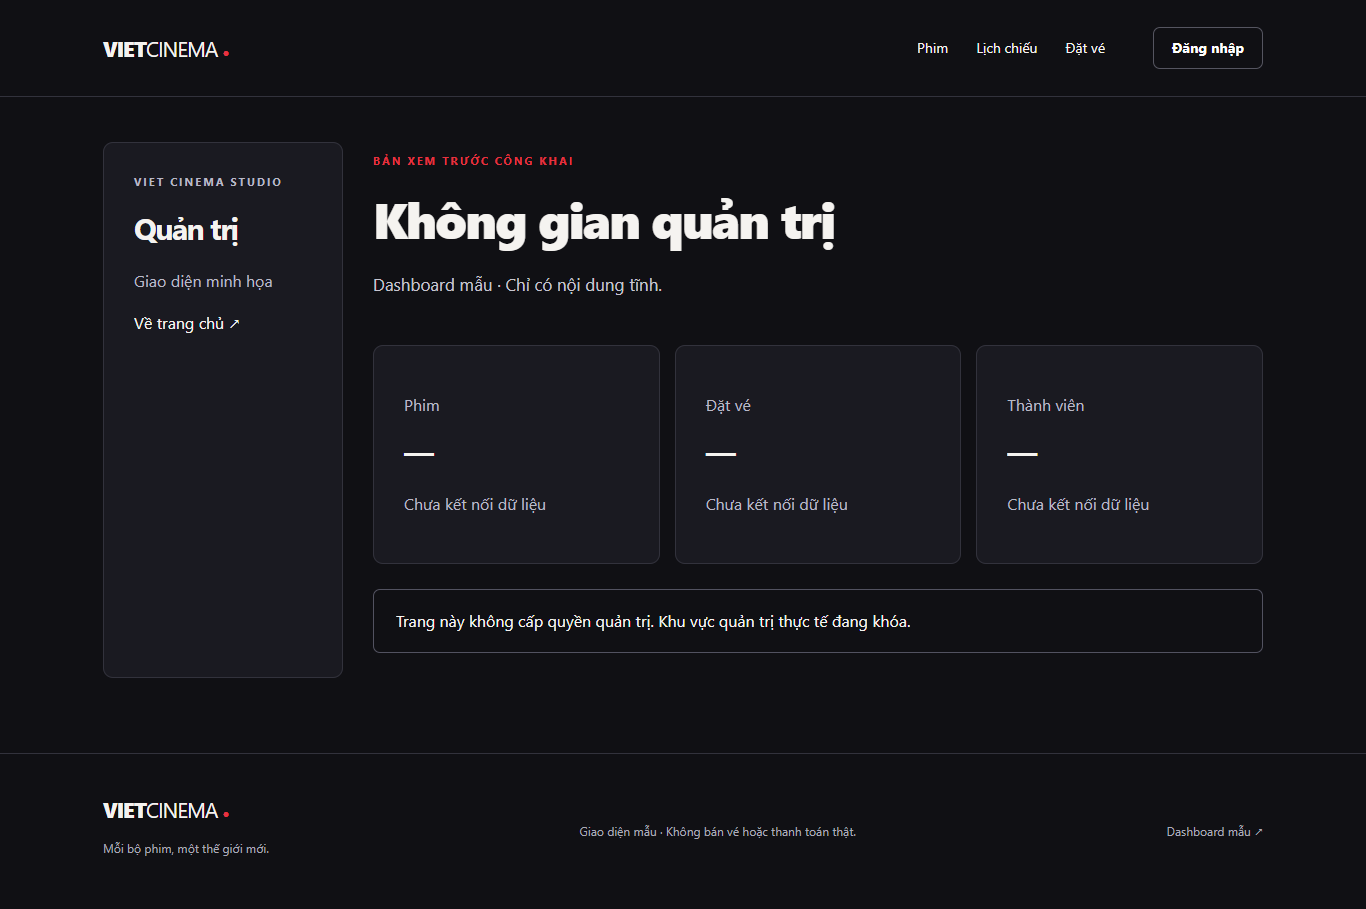 VIETCINEMA
Phim
Lịch chiếu
Đặt vé
Đăng nhập
VIET CINEMA STUDIO
Quản trị
Giao diện minh họa
Về trang chủ ↗
BẢN XEM TRƯỚC CÔNG KHAI
Không gian quản trị
Dashboard mẫu · Chỉ có nội dung tĩnh.
Phim
—
Chưa kết nối dữ liệu
Đặt vé
—
Chưa kết nối dữ liệu
Thành viên
—
Chưa kết nối dữ liệu
Trang này không cấp quyền quản trị. Khu vực quản trị thực tế đang khóa.
VIETCINEMA
Mỗi bộ phim, một thế giới mới.
Giao diện mẫu · Không bán vé hoặc thanh toán thật.
Dashboard mẫu ↗